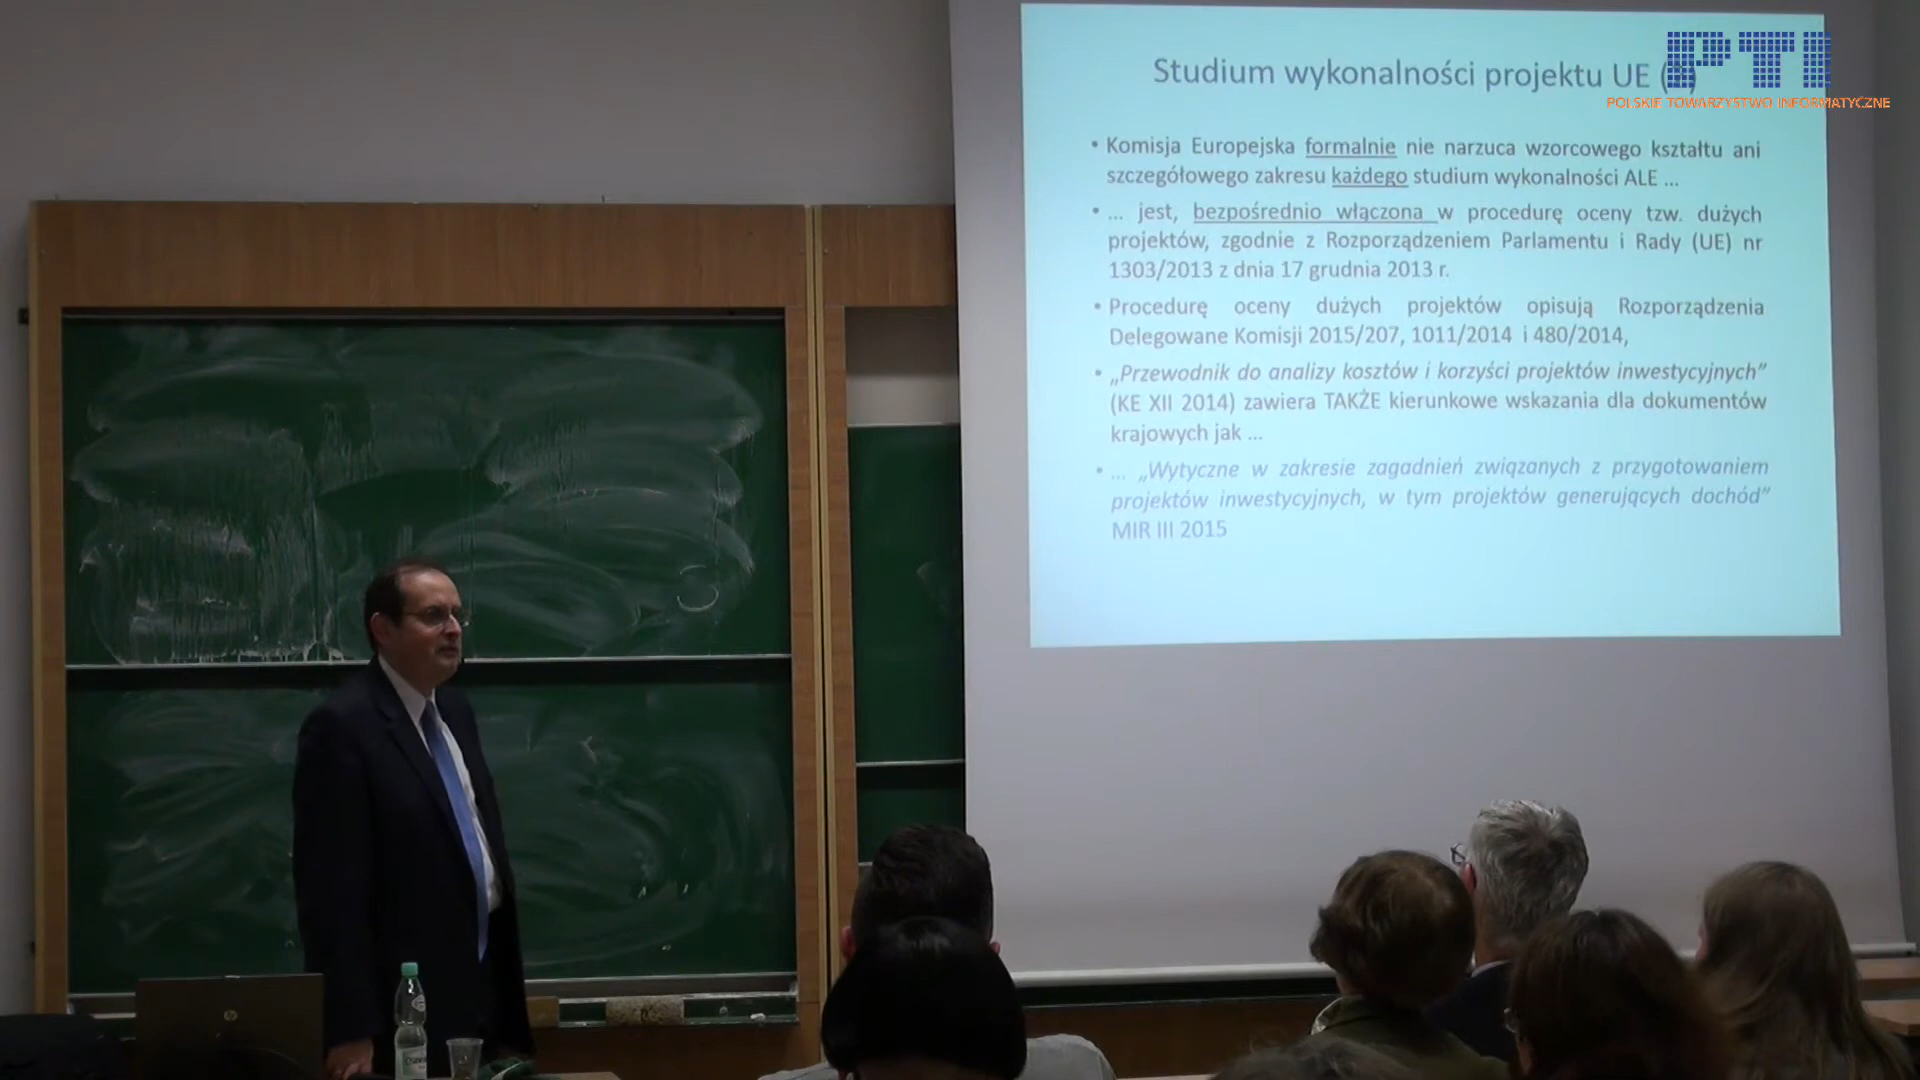 PTI
POLSKIE TOWARZYSTWO INFORMATYCZNE
Studium wykonalności projektu UE
• Komisja Europejska formalnie nie narzuca wzorcowego kształtu ani
szczegółowego zakresu każdego studium wykonalności ALE ...
• ... jest, bezpośrednio włączona w procedurę oceny tzw. dużych
projektów, zgodnie z Rozporządzeniem Parlamentu i Rady (UE) nr
1303/2013 z dnia 17 grudnia 2013 r.
• Procedurę oceny dużych projektów opisują Rozporządzenia
Delegowane Komisji 2015/207, 1011/2014 i 480/2014,
• „Przewodnik do analizy kosztów i korzyści projektów inwestycyjnych”
(KE XII 2014) zawiera TAKŻE kierunkowe wskazania dla dokumentów
krajowych jak ...
• ... „Wytyczne w zakresie zagadnień związanych z przygotowaniem
projektów inwestycyjnych, w tym projektów generujących dochód”
MIR III 2015
hp